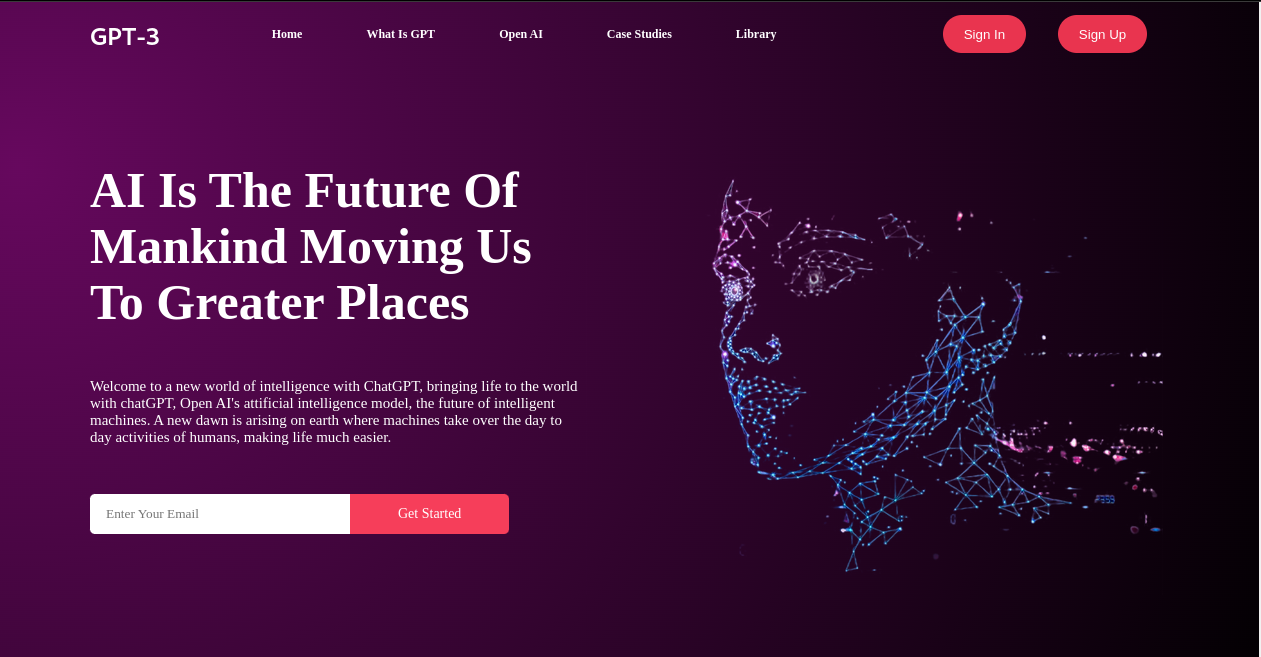 GPT-3
Home
What Is GPT
Open AI
Case Studies
Library
Sign In
Sign Up
AI Is The Future Of
Mankind Moving Us
To Greater Places
Welcome to a new world of intelligence with ChatGPT, bringing life to the world
with chatGPT, Open AI's attificial intelligence model, the future of intelligent
machines. A new dawn is arising on earth where machines take over the day to
day activities of humans, making life much easier.
Enter Your Email
Get Started